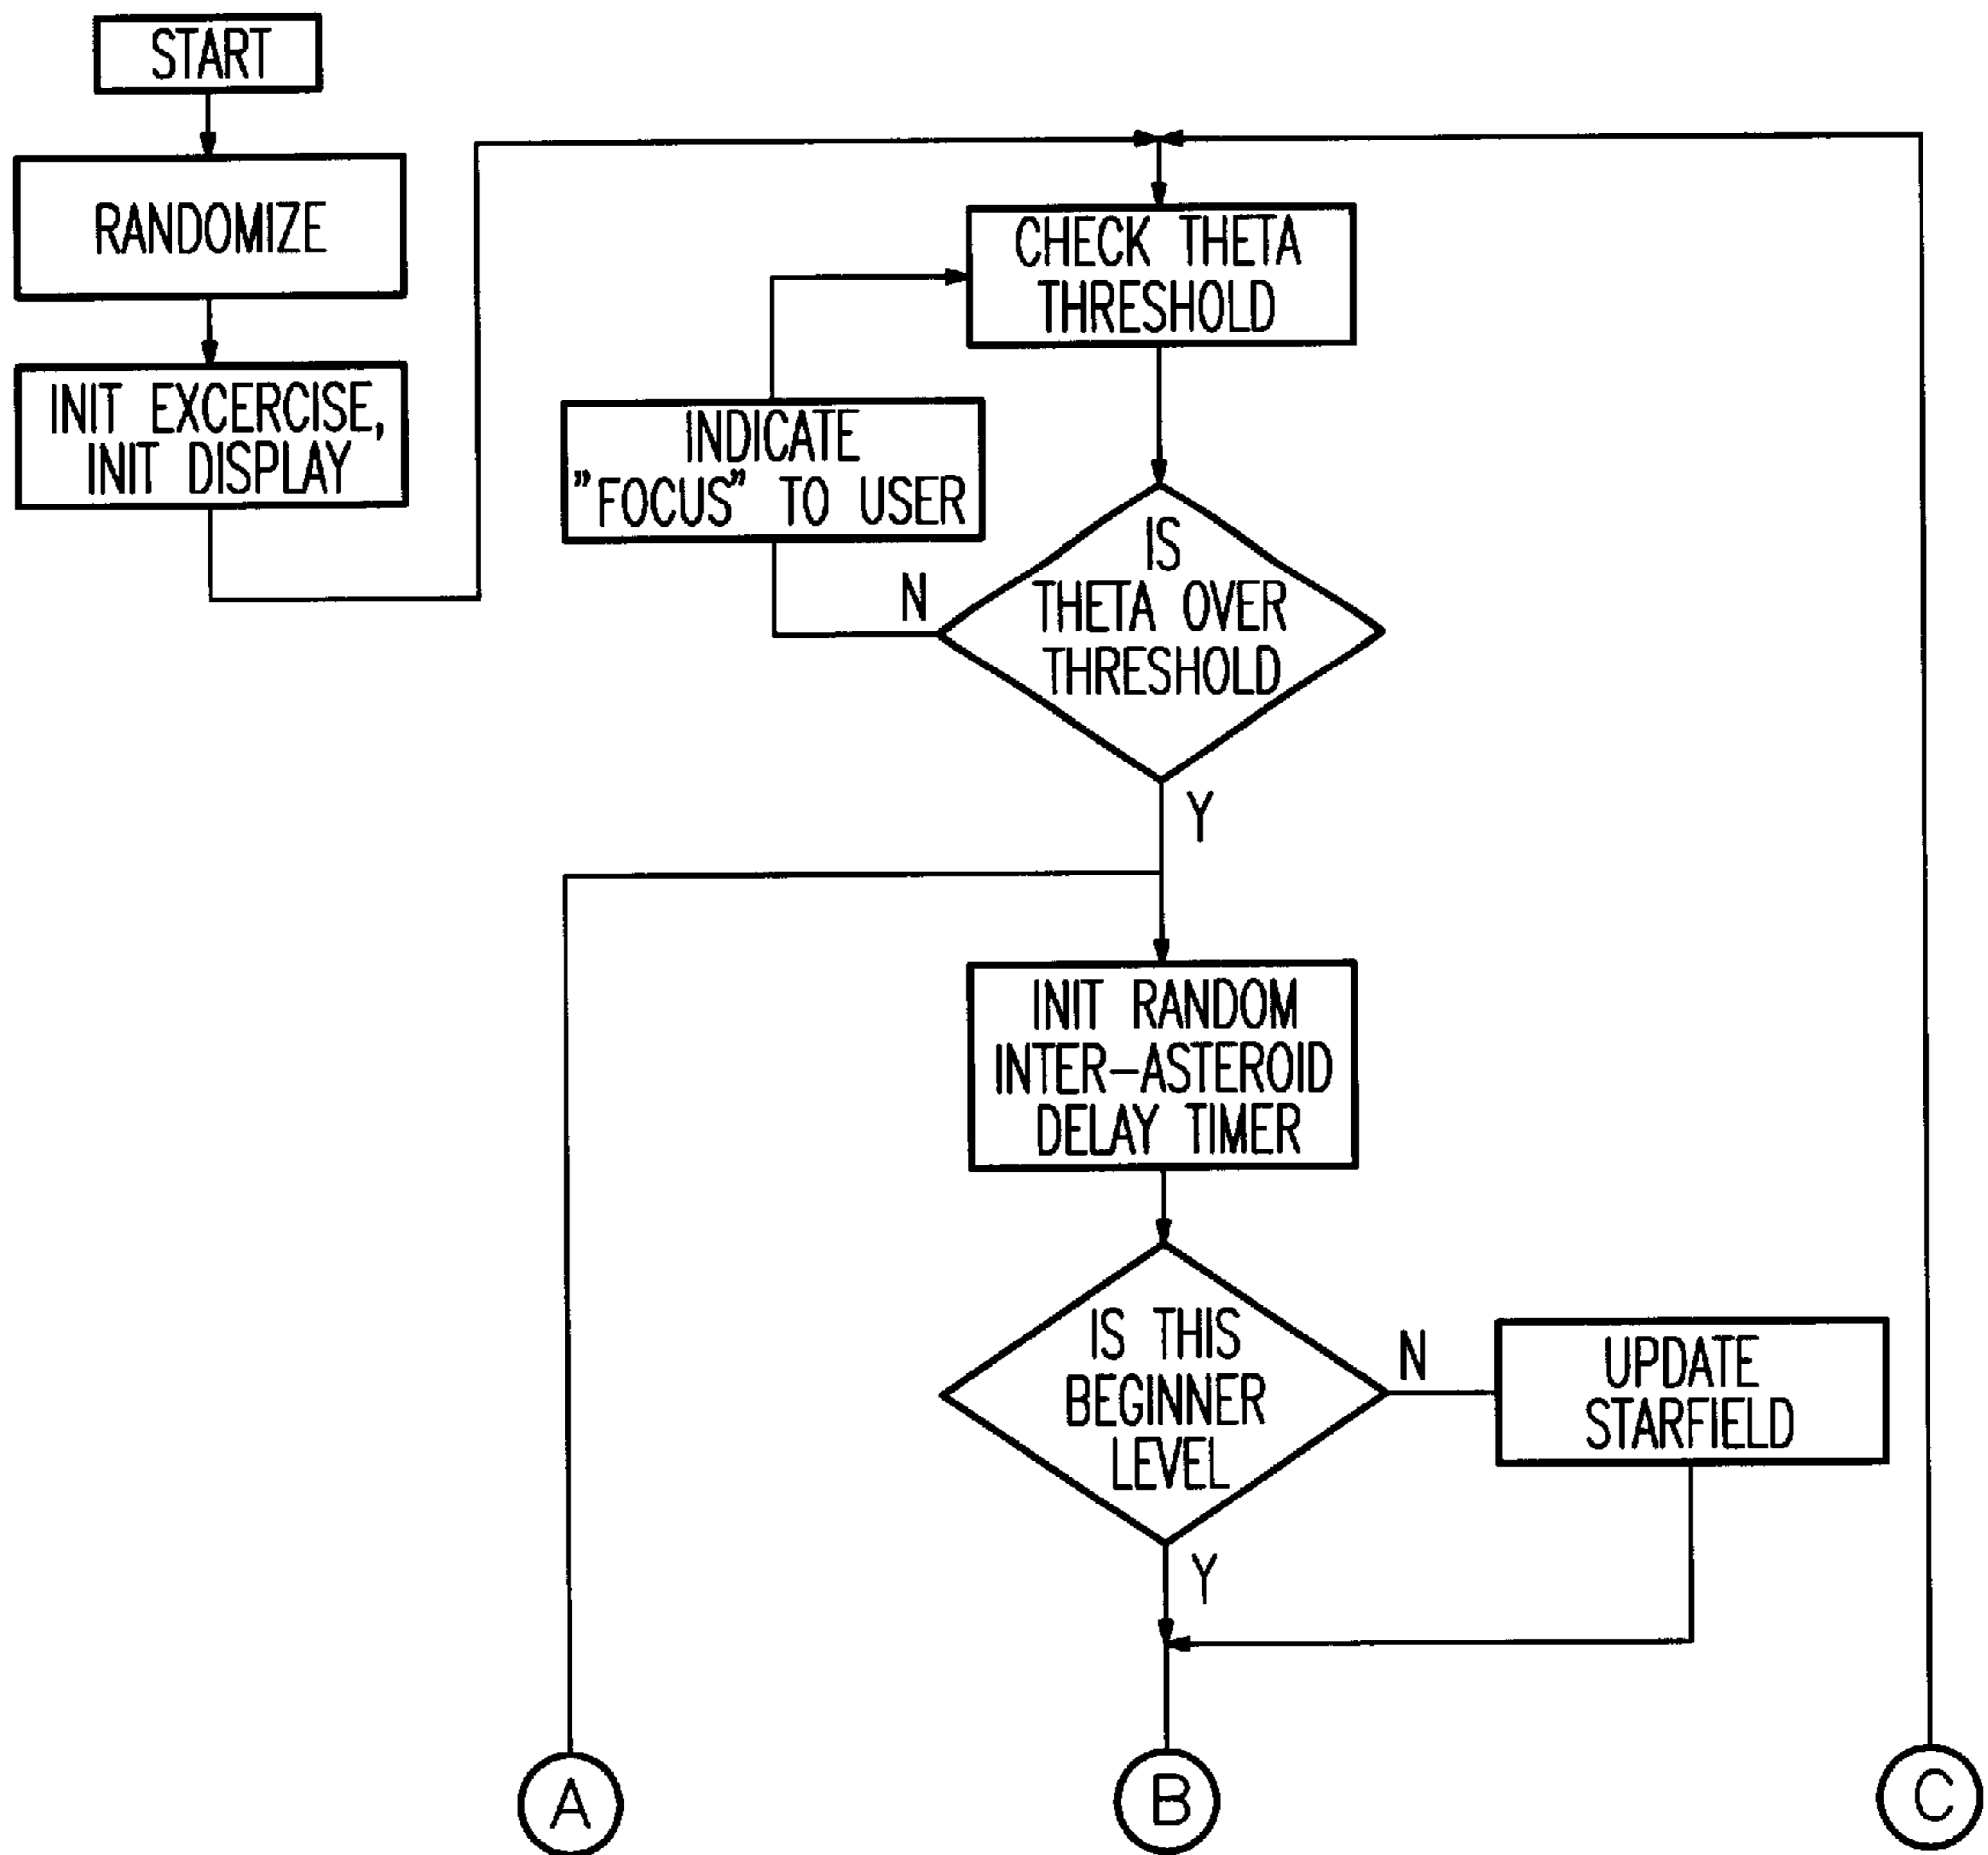 START
RANDOMIZE
INIT EXCERCISE,
INIT DISPLAY
CHECK THETA
THRESHOLD
INDICATE
"FOCUS" TO USER
IS
THETA OVER
THRESHOLD
N
Y
INIT RANDOM
INTER-ASTEROID
DELAY TIMER
IS THIS
BEGINNER
LEVEL
N
UPDATE
STARFIELD
Y
A
B
C